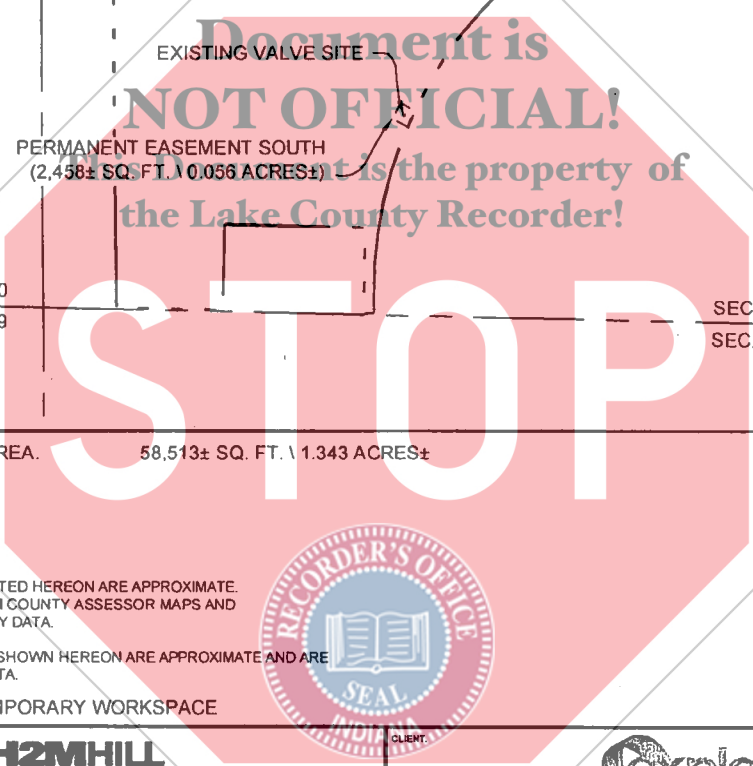 Document is
EXISTING VALVE SITE
NOT OFFICIAL!
PERMANENT EASEMENT SOUTH
This Document is the property of
(2,458± SQ. FT. \ 0.056 ACRES±)
the Lake County Recorder!
STOP
SEC
9
SEC.
REA. 58,513± SQ. FT. \ 1.343 ACRES±
TED HEREON ARE APPROXIMATE.
COUNTY ASSESSOR MAPS AND
Y DATA.
SHOWN HEREON ARE APPROXIMATE AND ARE
TA.
MPORARY WORKSPACE
RECORDER'S OFFICE
SEAL
INDIANA
H2MHILL
CLIENT: